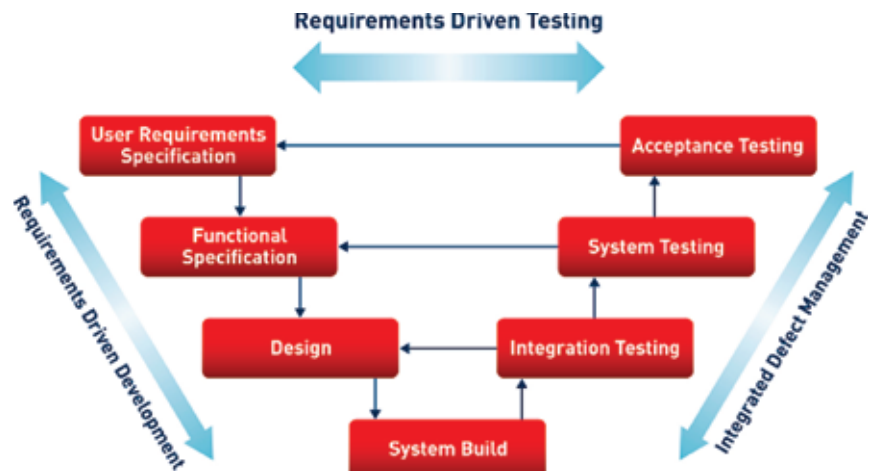 Requirements Driven Testing
User Requirements
Specification
Acceptance Testing
Functional
Specification
System Testing
Design
Integration Testing
System Build
Requirements Driven Development
Integrated Defect Management